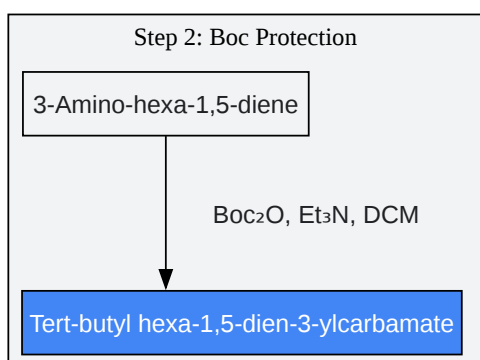 Step 2: Boc Protection
3-Amino-hexa-1,5-diene
Boc₂O, Et₃N, DCM
Tert-butyl hexa-1,5-dien-3-ylcarbamate